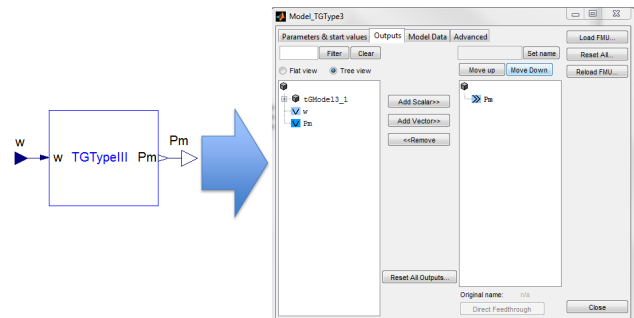 Model_TGType3
Parameters & start values Outputs Model Data Advanced
Load FMU...
Filter Clear Set name
Reset All...
Flat view Tree view Move up Move Down
Reload FMU...
tGModel3_1
w
Pm
Pm
Add Scalar>>
Add Vector>>
<<Remove
w Pm
w TGTypeIII Pm
Reset All Outputs...
Original name: n/a
Direct Feedthrough
Close